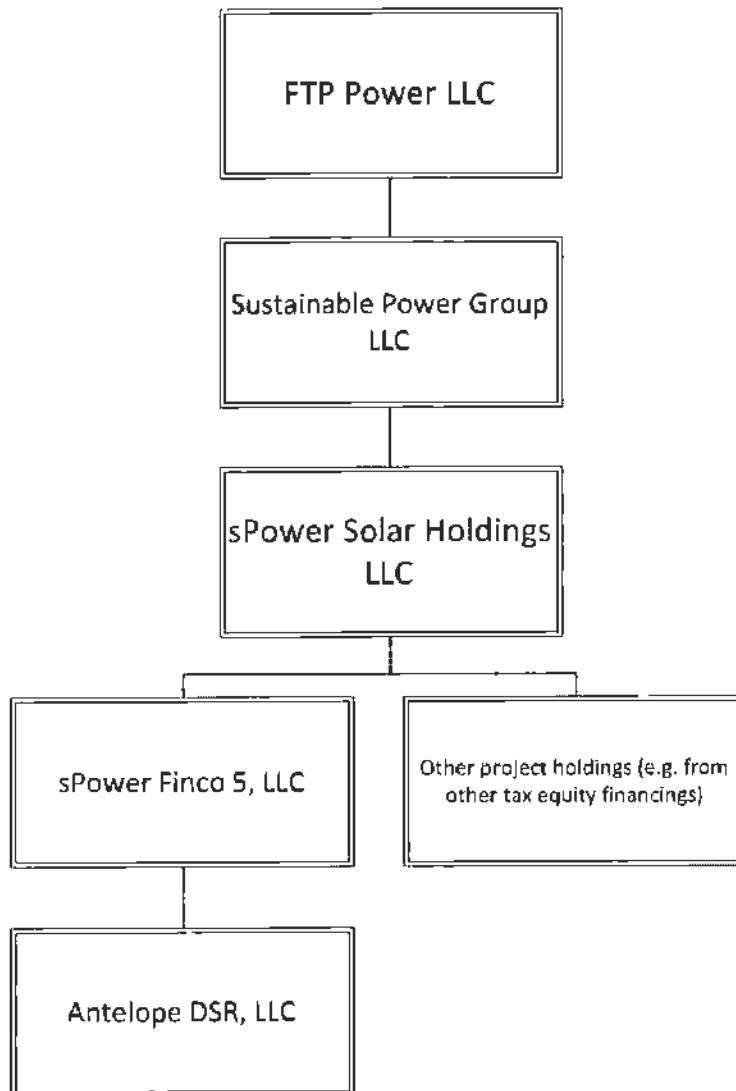 FTP Power LLC
Sustainable Power Group
LLC
sPower Solar Holdings
LLC
sPower Finco 5, LLC
Other project holdings (e.g. from
other tax equity financings)
Antelope DSR, LLC